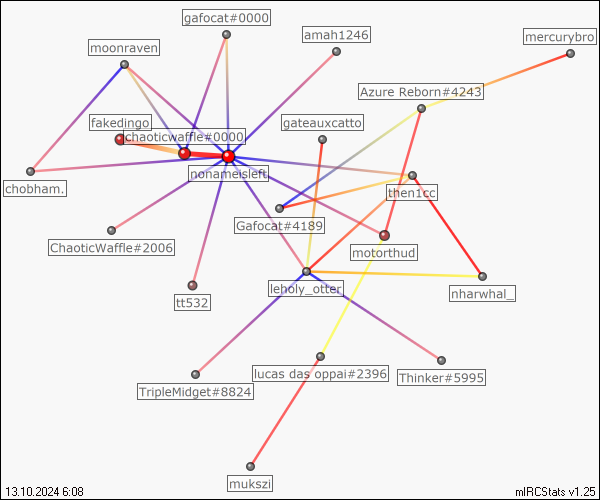 gafocat#0000
amah1246
mercurybro
moonraven
Azure Reborn#4243
fakedingo
gateauxcatto
chaoticwaffle#0000
nonameisleft
chobham.
then1cc
Gafocat#4189
ChaoticWaffle#2006
motorthud
leholy_otter
nharwhal_
tt532
lucas das oppai#2396
Thinker#5995
TripleMidget#8824
mukszi
13.10.2024 6:08
mIRCStats v1.25